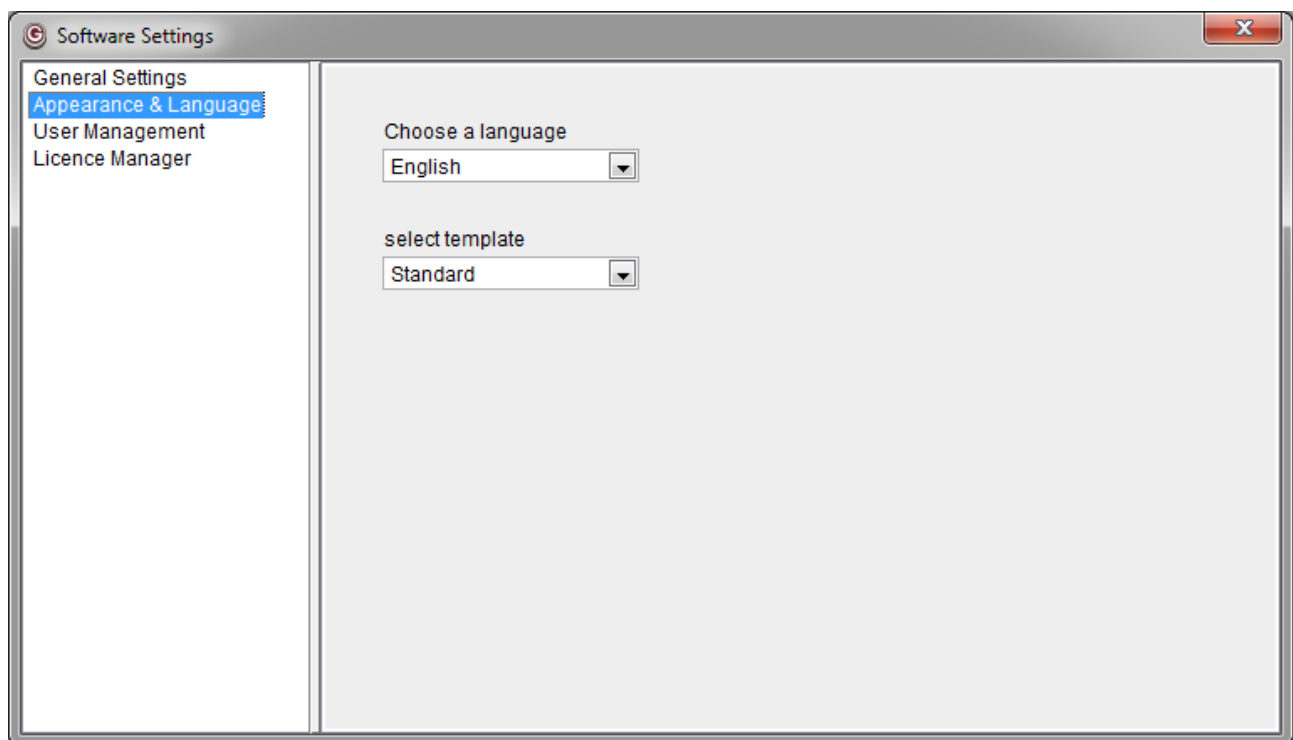 Software Settings
General Settings
Appearance & Language
User Management
Licence Manager
Choose a language
English
select template
Standard